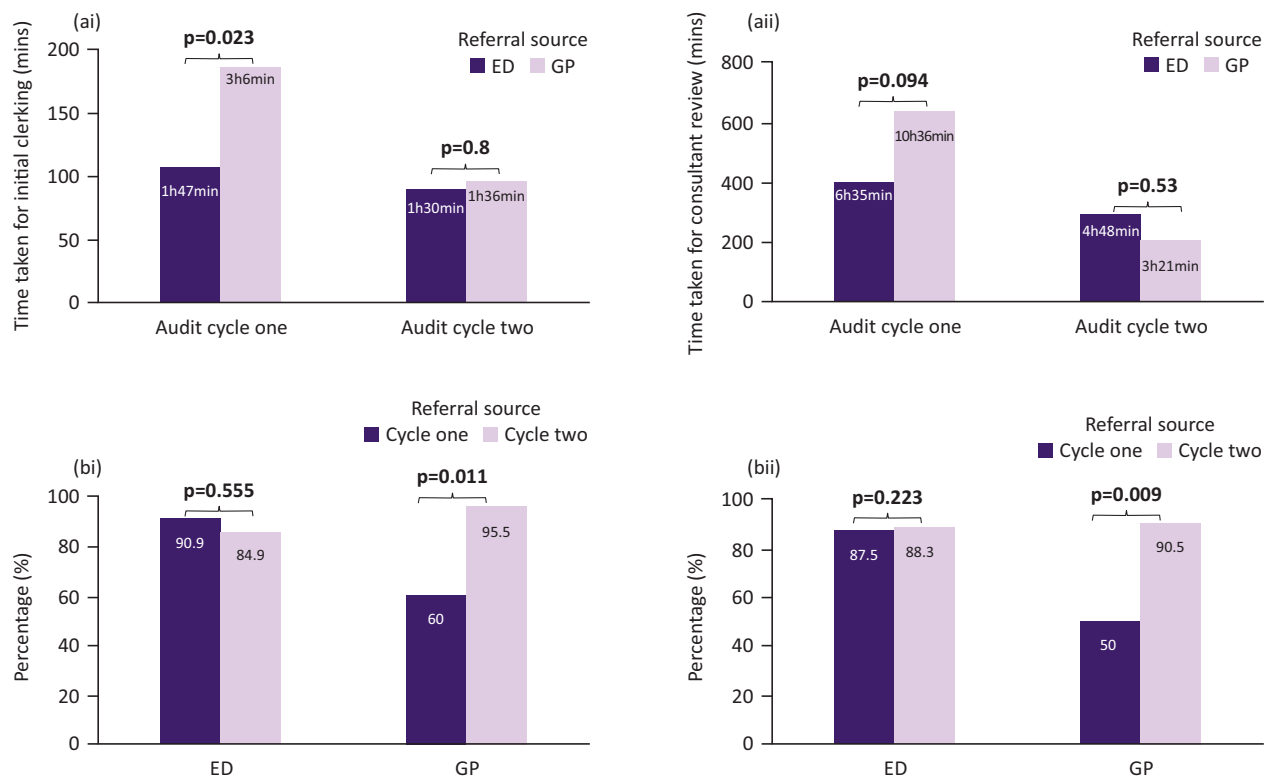 (ai)
Referral source
ED GP
Time taken for initial clerking (mins)
200
150
100
50
0
p=0.023
3h6min
1h47min
p=0.8
1h30min
1h36min
Audit cycle one
Audit cycle two
(aii)
Referral source
ED GP
Time taken for consultant review (mins)
800
600
400
200
0
p=0.094
10h36min
6h35min
p=0.53
4h48min
3h21min
Audit cycle one
Audit cycle two
(bi)
Referral source
Cycle one Cycle two
Percentage (%)
100
80
60
40
20
0
p=0.555
90.9
84.9
p=0.011
95.5
60
ED
GP
(bii)
Referral source
Cycle one Cycle two
Percentage (%)
100
80
60
40
20
0
p=0.223
87.5
88.3
p=0.009
90.5
50
ED
GP